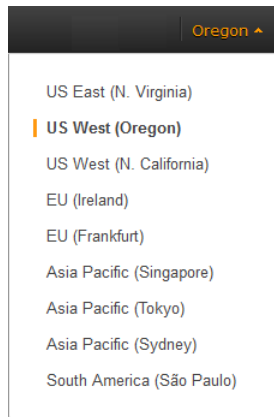 Oregon
US East (N. Virginia)
US West (Oregon)
US West (N. California)
EU (Ireland)
EU (Frankfurt)
Asia Pacific (Singapore)
Asia Pacific (Tokyo)
Asia Pacific (Sydney)
South America (São Paulo)